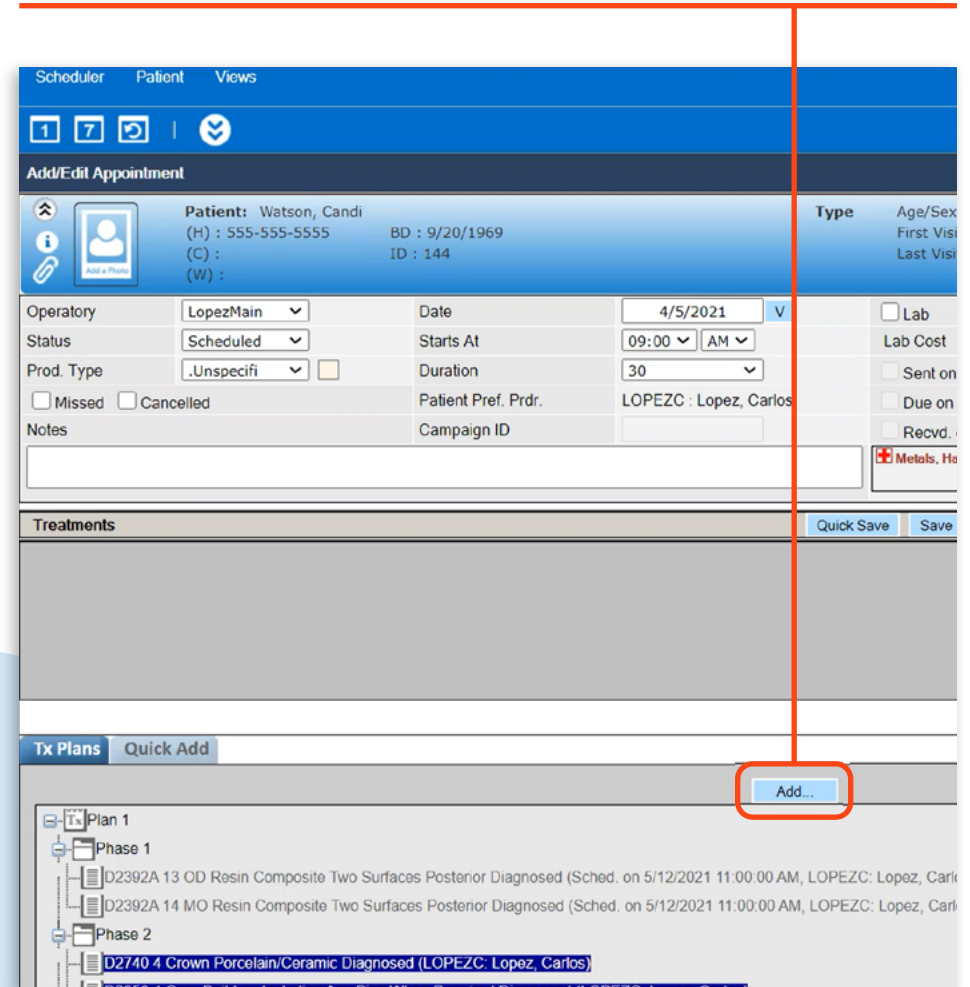 Scheduler Patient Views
1 7
Add/Edit Appointment
Patient: Watson, Candi Type Age/Sex
(H) : 555-555-5555 BD : 9/20/1969 First Visi
(C) : ID : 144 Last Visi
(W) :
Add a Photo
Operatory LopezMain Date 4/5/2021 V Lab
Status Scheduled Starts At 09:00 AM Lab Cost
Prod. Type .Unspecifi Duration 30 Sent on
Missed Cancelled Patient Pref. Prdr. LOPEZC : Lopez, Carlos Due on
Notes Campaign ID Recvd.
Metals, Ha
Treatments Quick Save Save
Tx Plans Quick Add
Add...
Tx Plan 1
Phase 1
D2392A 13 OD Resin Composite Two Surfaces Posterior Diagnosed (Sched. on 5/12/2021 11:00:00 AM, LOPEZC: Lopez, Carl
D2392A 14 MO Resin Composite Two Surfaces Posterior Diagnosed (Sched. on 5/12/2021 11:00:00 AM, LOPEZC: Lopez, Carl
Phase 2
D2740 4 Crown Porcelain/Ceramic Diagnosed (LOPEZC: Lopez, Carlos)